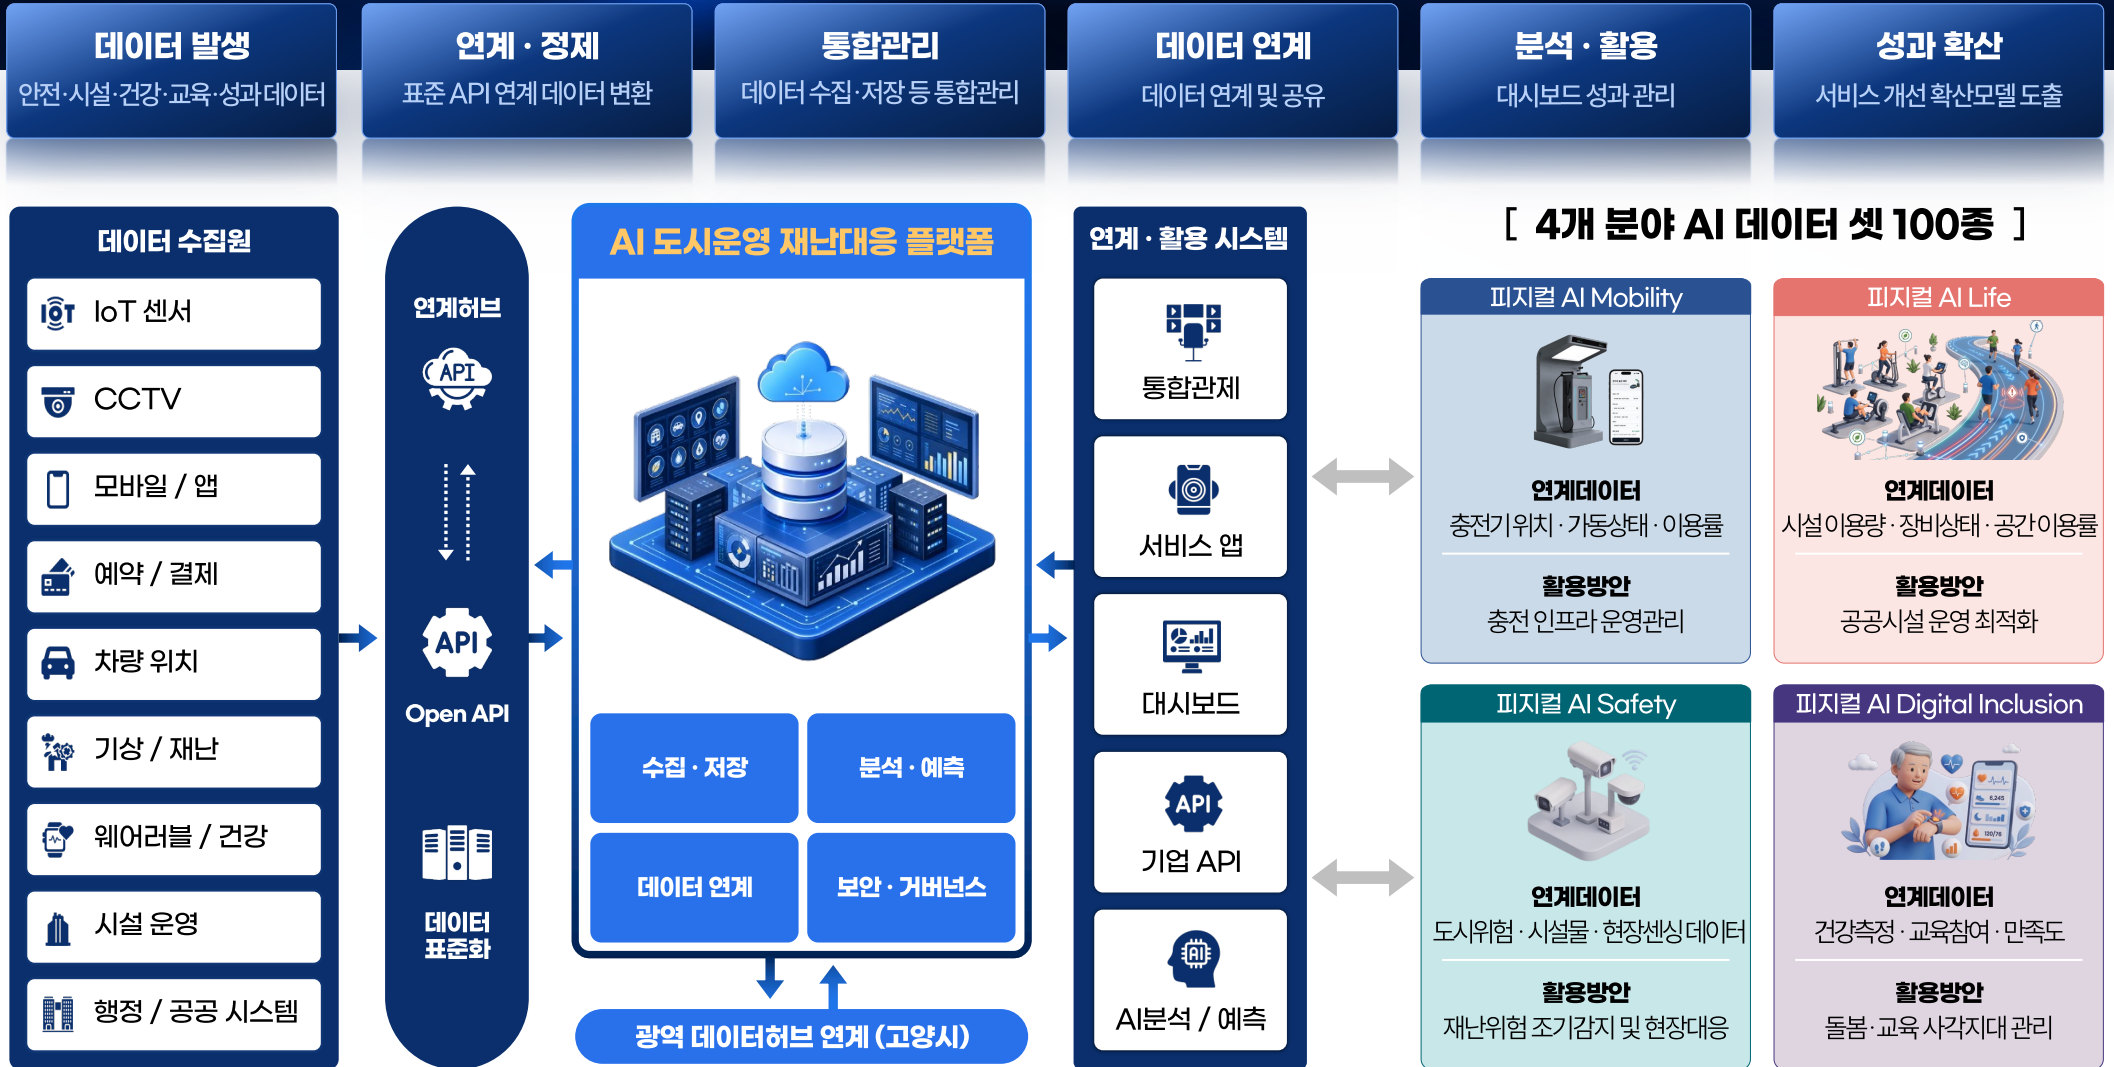 데이터 발생
안전·시설·건강·교육·성과 데이터
연계 · 정제
표준 API 연계 데이터 변환
통합관리
데이터 수집·저장 등 통합관리
데이터 연계
데이터 연계 및 공유
분석 · 활용
대시보드 성과 관리
성과 확산
서비스 개선 확산모델 도출
데이터 수집원
IoT 센서
CCTV
모바일 / 앱
예약 / 결제
차량 위치
기상 / 재난
웨어러블 / 건강
시설 운영
행정 / 공공 시스템
연계허브
API
API
Open API
데이터
표준화
AI 도시운영 재난대응 플랫폼
수집 · 저장
분석 · 예측
데이터 연계
보안 · 거버넌스
광역 데이터허브 연계 (고양시)
연계 · 활용 시스템
통합관제
서비스 앱
대시보드
API
기업 API
AI
AI분석 / 예측
[ 4개 분야 AI 데이터 셋 100종 ]
피지컬 AI Mobility
연계데이터
충전기 위치 · 가동상태 · 이용률
활용방안
충전 인프라 운영관리
피지컬 AI Life
연계데이터
시설 이용량 · 장비상태 · 공간 이용률
활용방안
공공시설 운영 최적화
피지컬 AI Safety
연계데이터
도시위험 · 시설물 · 현장센싱 데이터
활용방안
재난위험 조기감지 및 현장대응
피지컬 AI Digital Inclusion
6,245
120/76
연계데이터
건강측정 · 교육참여 · 만족도
활용방안
돌봄·교육 사각지대 관리